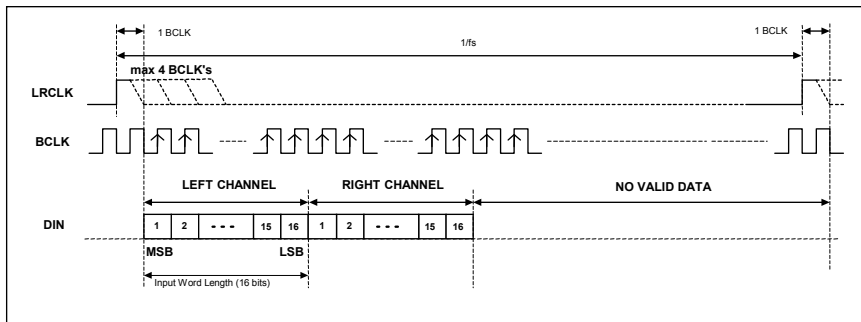 1 BCLK
1 BCLK
1/fs
max 4 BCLK's
LRCLK
BCLK
LEFT CHANNEL
RIGHT CHANNEL
NO VALID DATA
DIN
1 2 - - - 15 16 1 2 - - - 15 16
MSB
LSB
Input Word Length (16 bits)